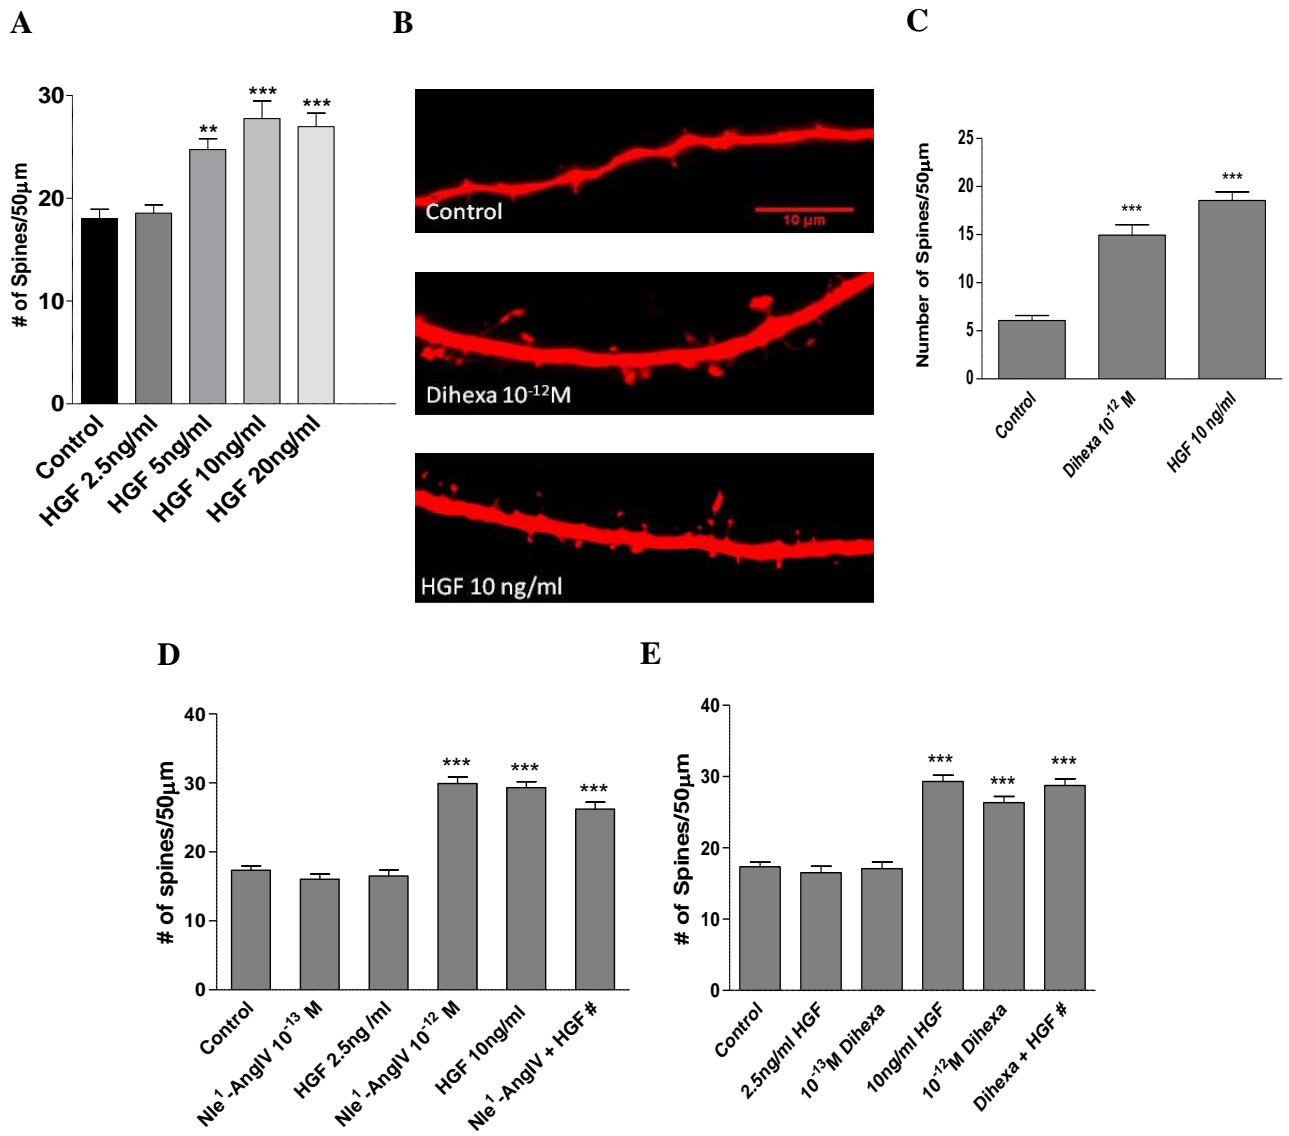 A
# of Spines/50µm
30
20
10
0
**
***
***
Control
HGF 2.5ng/ml
HGF 5ng/ml
HGF 10ng/ml
HGF 20ng/ml
B
Control
10 µm
Dihexa 10⁻¹²M
HGF 10 ng/ml
C
Number of Spines/50µm
25
20
15
10
5
0
***
***
Control
Dihexa 10⁻¹² M
HGF 10 ng/ml
D
# of spines/50µm
40
30
20
10
0
***
***
***
Control
Nle¹-AngIV 10⁻¹³ M
HGF 2.5ng /ml
Nle¹-AngIV 10⁻¹² M
HGF 10ng/ml
Nle¹-AngIV + HGF #
E
# of Spines/50µm
40
30
20
10
0
***
***
***
Control
2.5ng/ml HGF
10⁻¹³M Dihexa
10ng/ml HGF
10⁻¹²M Dihexa
Dihexa + HGF #